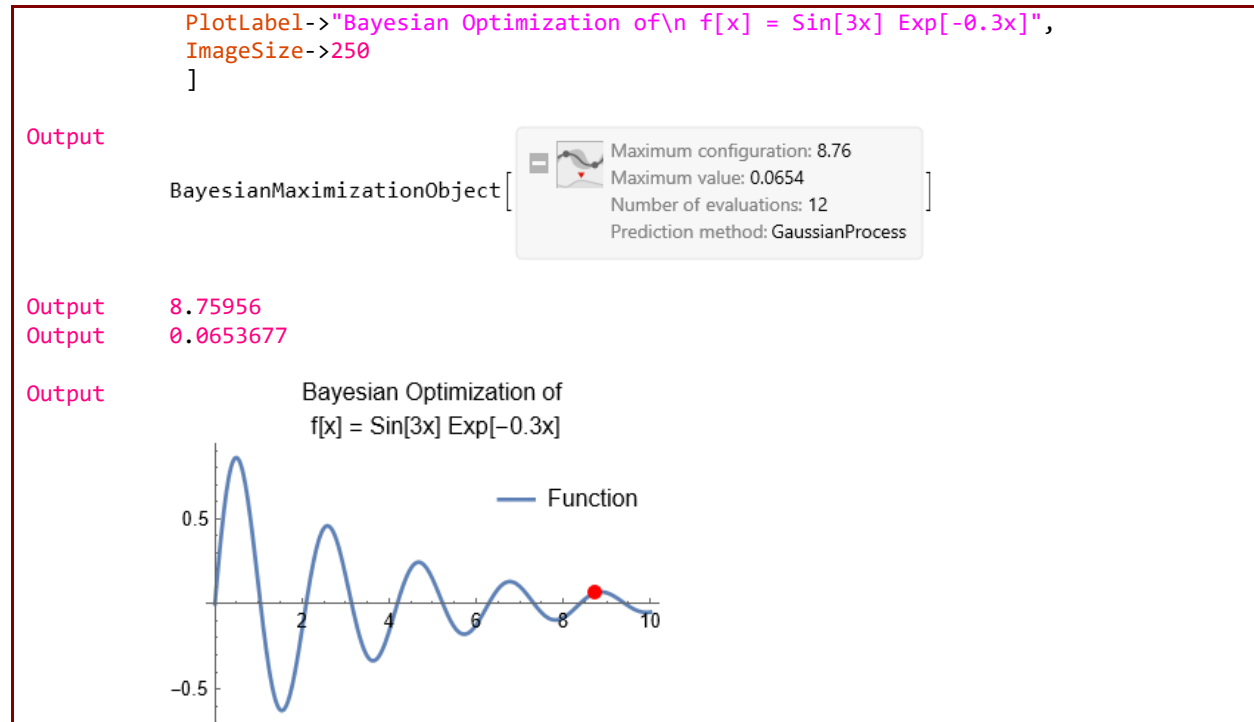 PlotLabel->"Bayesian Optimization of\n f[x] = Sin[3x] Exp[-0.3x]",
ImageSize->250
]
Output
BayesianMaximizationObject[
Maximum configuration: 8.76
Maximum value: 0.0654
Number of evaluations: 12
Prediction method: GaussianProcess
]
Output 8.75956
Output 0.0653677
Output
Bayesian Optimization of
f[x] = Sin[3x] Exp[−0.3x]
Function
0.5
2 4 6 8 10
−0.5